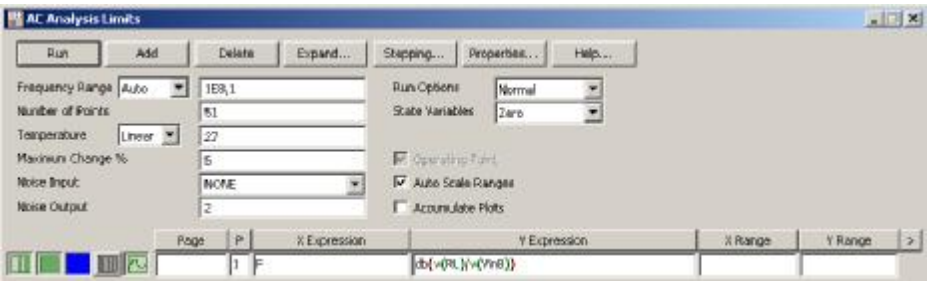 AC Analysis Limits
Run Add Delete Expand... Stepping... Properties... Help...
Frequency Range Auto 1E8,1 Run Options Normal
Number of Points 51 State Variables Zero
Temperature Linear 27
Maximum Change % 5 Operating Point
Noise Input NONE Auto Scale Ranges
Noise Output 2 Accumulate Plots
Page P X Expression Y Expression X Range Y Range >
1 F db(v(RL)/v(VinB))